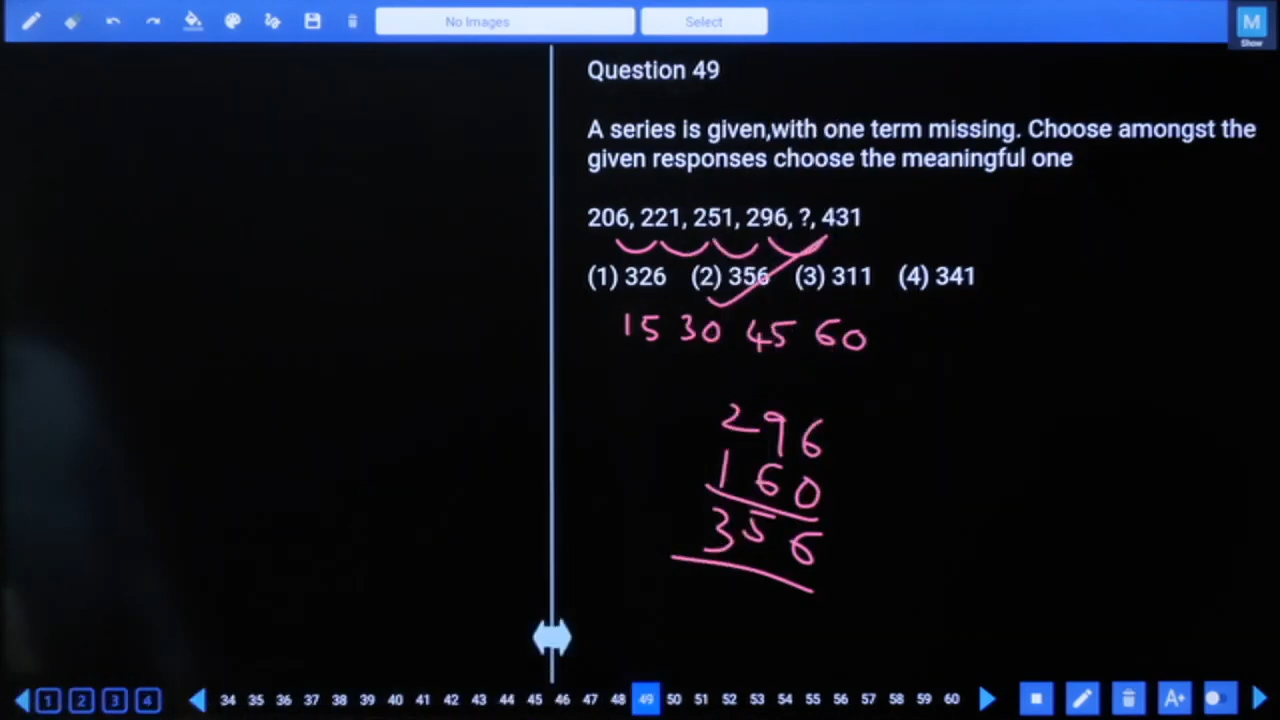 No Images
Select
M
Show
Question 49
A series is given,with one term missing. Choose amongst the
given responses choose the meaningful one
206, 221, 251, 296, ?, 431
(1) 326 (2) 356 (3) 311 (4) 341
15 30 45 60
296
1 60
356
1 2 3 4 34 35 36 37 38 39 40 41 42 43 44 45 46 47 48 49 50 51 52 53 54 55 56 57 58 59 60 A+